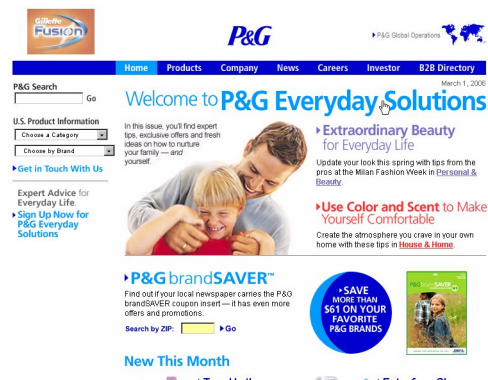 Gillette
FUSION
P&G
P&G Global Operations
Home Products Company News Careers Investor B2B Directory
March 1, 2006
P&G Search
Go
U.S. Product Information
Choose a Category
Choose by Brand
Get in Touch With Us
Expert Advice for
Everyday Life.
Sign Up Now for
P&G Everyday
Solutions
Welcome to P&G Everyday Solutions
In this issue, you'll find expert
tips, exclusive offers and fresh
ideas on how to nurture
your family — and
yourself.
Extraordinary Beauty
for Everyday Life
Update your look this spring with tips from the
pros at the Milan Fashion Week in Personal &
Beauty.
Use Color and Scent to Make
Yourself Comfortable
Create the atmosphere you crave in your own
home with these tips in House & Home.
P&G brandSAVER™
Find out if your local newspaper carries the P&G
brandSAVER coupon insert — it has even more
offers and promotions.
Search by ZIP: Go
SAVE
MORE THAN
$61 ON YOUR
FAVORITE
P&G BRANDS
P&G brandSAVER
New This Month